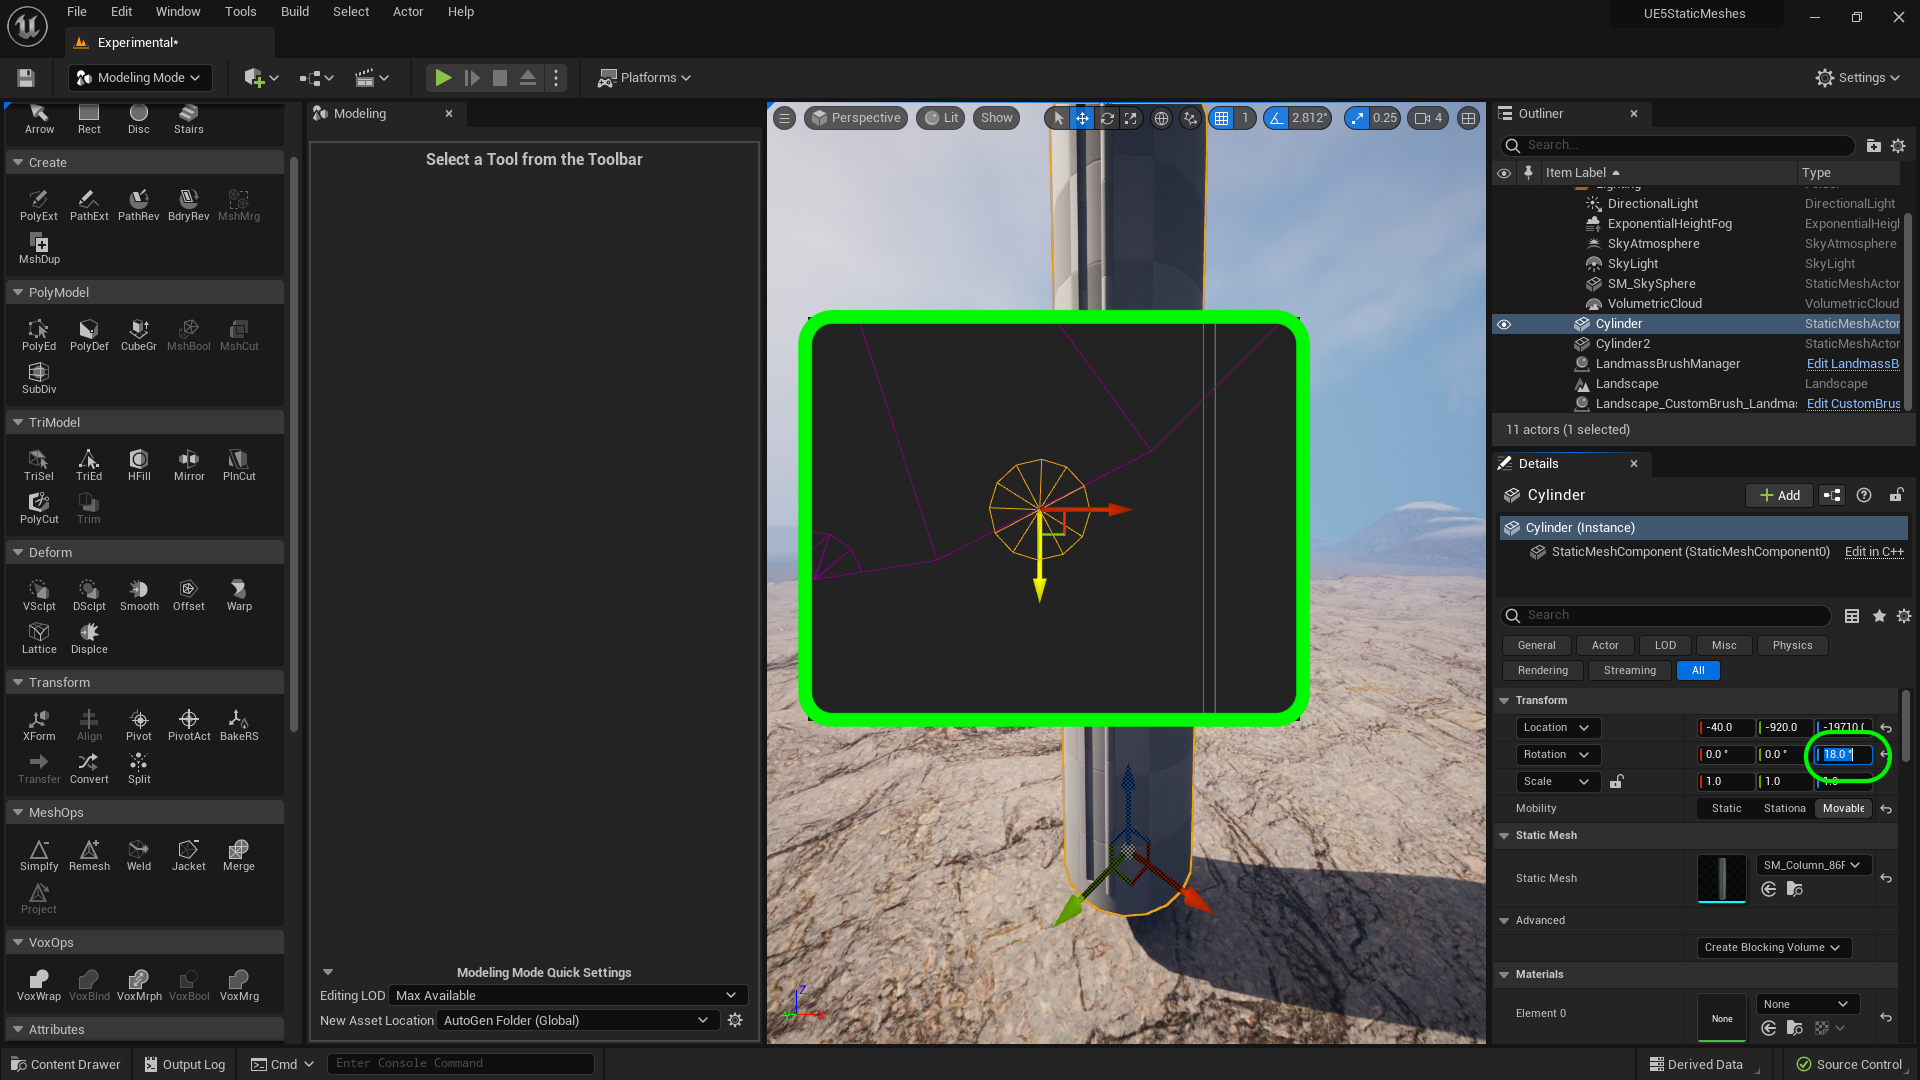 File Edit Window Tools Build Select Actor Help
UE5StaticMeshes
Experimental*
Modeling Mode
Platforms
Settings
Arrow Rect Disc Stairs
Create
PolyExt PathExt PathRev BdryRev MshMrg
MshDup
PolyModel
PolyEd PolyDef CubeGr MshBool MshCut
SubDiv
TriModel
TriSel TriEd HFill Mirror PlnCut
PolyCut Trim
Deform
VSclpt DSclpt Smooth Offset Warp
Lattice Displce
Transform
XForm Align Pivot PivotAct BakeRS
Transfer Convert Split
MeshOps
Simplfy Remesh Weld Jacket Merge
Project
VoxOps
VoxWrap VoxBlnd VoxMrph VoxBool VoxMrg
Attributes
Modeling
Select a Tool from the Toolbar
Modeling Mode Quick Settings
Editing LOD Max Available
New Asset Location AutoGen Folder (Global)
Perspective Lit Show 1 2.812° 0.25 4
Z
X
Outliner
Search...
Item Label Type
Lighting Folder
DirectionalLight DirectionalLight
ExponentialHeightFog ExponentialHeigl
SkyAtmosphere SkyAtmosphere
SkyLight SkyLight
SM_SkySphere StaticMeshActor
VolumetricCloud VolumetricCloud
Cylinder StaticMeshActor
Cylinder2 StaticMeshActor
LandmassBrushManager Edit LandmassB
Landscape Landscape
Landscape_CustomBrush_Landma Edit CustomBrus
11 actors (1 selected)
Details
Cylinder
Add
Cylinder (Instance)
StaticMeshComponent (StaticMeshComponent0) Edit in C++
Search
General Actor LOD Misc Physics
Rendering Streaming All
Transform
Location -40.0 -920.0 -19710.(
Rotation 0.0 ° 0.0 ° 18.0 °
Scale 1.0 1.0 1.0
Mobility Static Stationa Movable
Static Mesh
Static Mesh SM_Column_86F
Advanced
Create Blocking Volume
Materials
Element 0 None None
Content Drawer Output Log Cmd Enter Console Command
Derived Data Source Control